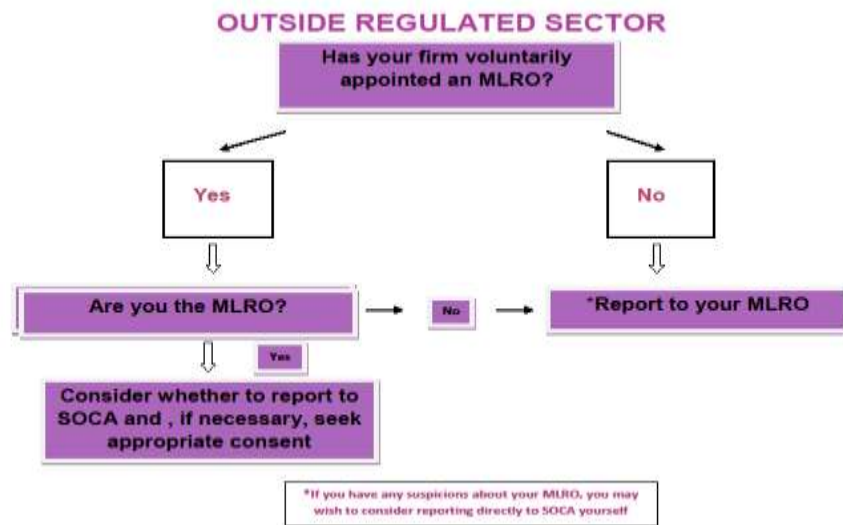 OUTSIDE REGULATED SECTOR
Has your firm voluntarily
appointed an MLRO?
Yes
No
Are you the MLRO?
No
*Report to your MLRO
Yes
Consider whether to report to
SOCA and , if necessary, seek
appropriate consent
*If you have any suspicions about your MLRO, you may
wish to consider reporting directly to SOCA yourself